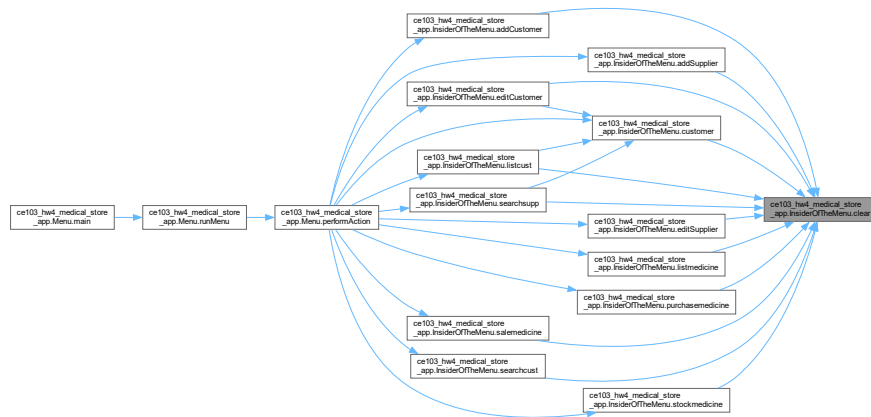 ce103_hw4_medical_store
_app.InsiderOfTheMenu.addCustomer
ce103_hw4_medical_store
_app.InsiderOfTheMenu.addSupplier
ce103_hw4_medical_store
_app.InsiderOfTheMenu.editCustomer
ce103_hw4_medical_store
_app.InsiderOfTheMenu.customer
ce103_hw4_medical_store
_app.InsiderOfTheMenu.listcust
ce103_hw4_medical_store
_app.InsiderOfTheMenu.searchsupp
ce103_hw4_medical_store
_app.Menu.main
ce103_hw4_medical_store
_app.Menu.runMenu
ce103_hw4_medical_store
_app.Menu.performAction
ce103_hw4_medical_store
_app.InsiderOfTheMenu.clear
ce103_hw4_medical_store
_app.InsiderOfTheMenu.editSupplier
ce103_hw4_medical_store
_app.InsiderOfTheMenu.listmedicine
ce103_hw4_medical_store
_app.InsiderOfTheMenu.purchasemedicine
ce103_hw4_medical_store
_app.InsiderOfTheMenu.salemedicine
ce103_hw4_medical_store
_app.InsiderOfTheMenu.searchcust
ce103_hw4_medical_store
_app.InsiderOfTheMenu.stockmedicine